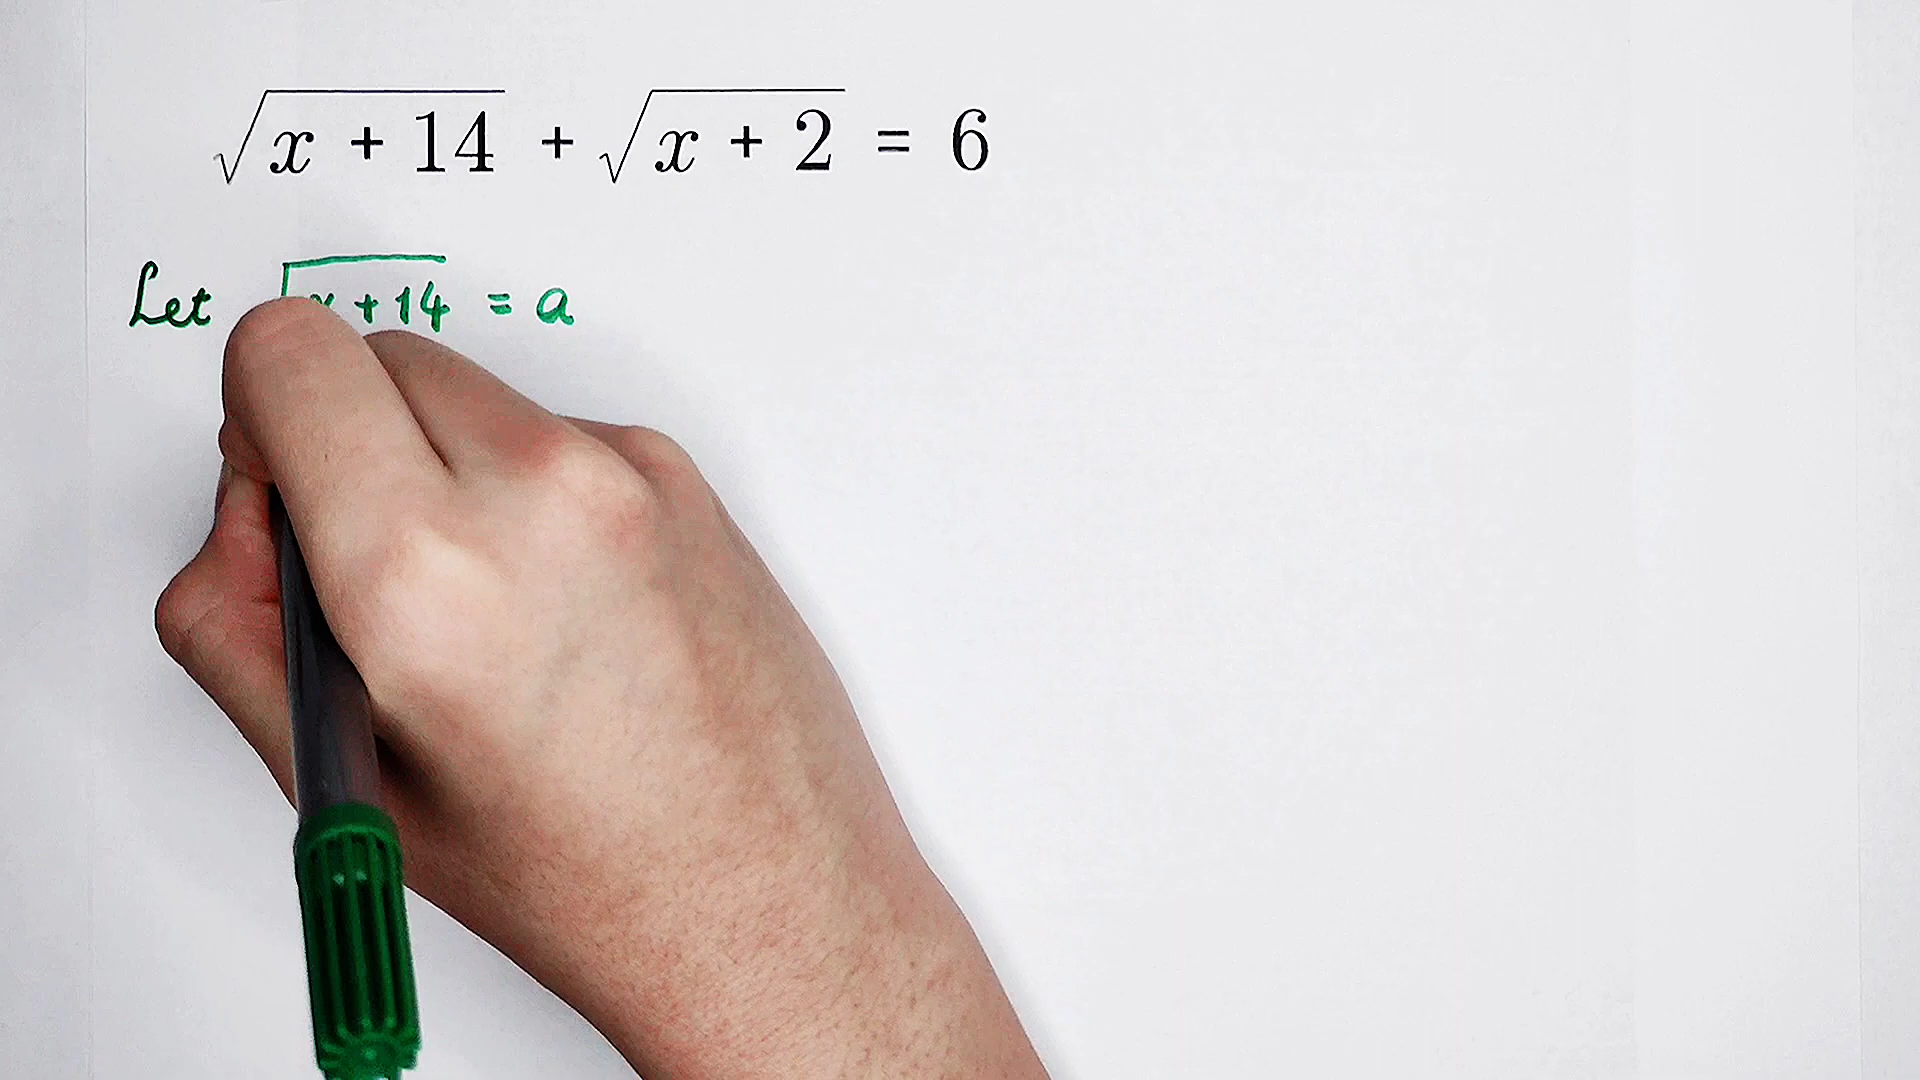 √(x + 14) + √(x + 2) = 6
Let √(x + 14) = a